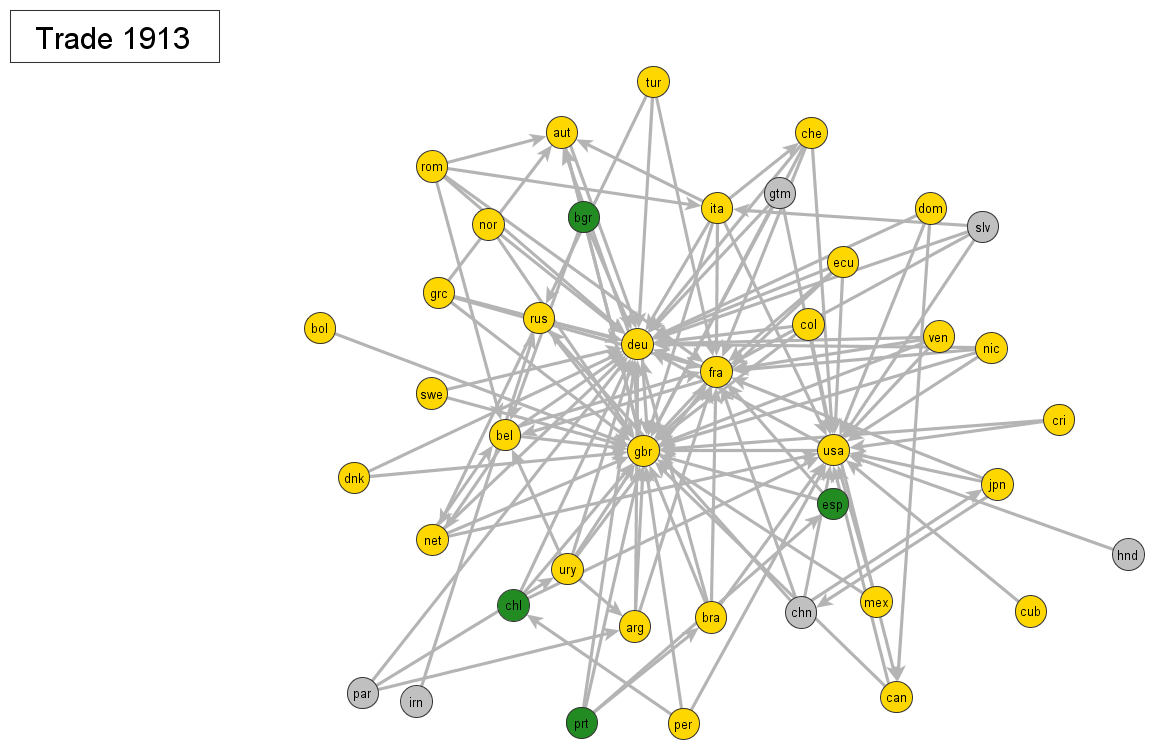 Trade 1913
tur
aut
che
rom
gtm
ita
dom
nor
bgr
slv
ecu
grc
rus
col
bol
ven
deu
nic
fra
swe
cri
bel
gbr
usa
dnk
jpn
esp
net
hnd
ury
chl
mex
chn
cub
bra
arg
par
can
irn
prt
per